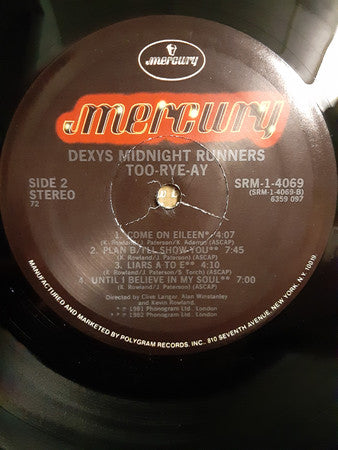 mercury
mercury
DEXYS MIDNIGHT RUNNERS
TOO-RYE-AY
SIDE 2
STEREO
72
SRM-1-4069
(SRM-1-4069-B)
6359 097
1. COME ON EILEEN* 4:07
(K. Rowland/J. Paterson/K. Adams) (ASCAP)
2. PLAN B/I'LL SHOW YOU** 7:45
(K. Rowland/J. Paterson) (ASCAP)
3. LIARS A TO E** 4:10
(K. Rowland/J. Paterson/S. Torch) (ASCAP)
4. UNTIL I BELIEVE IN MY SOUL** 7:00
(K. Rowland/J. Paterson) (ASCAP)
Directed by Clive Langer, Alan Winstanley
and Kevin Rowland.
* ℗ 1981 Phonogram Ltd. London
** ℗ 1982 Phonogram Ltd. London
MANUFACTURED AND MARKETED BY POLYGRAM RECORDS, INC., 810 SEVENTH AVENUE, NEW YORK, N.Y. 10019